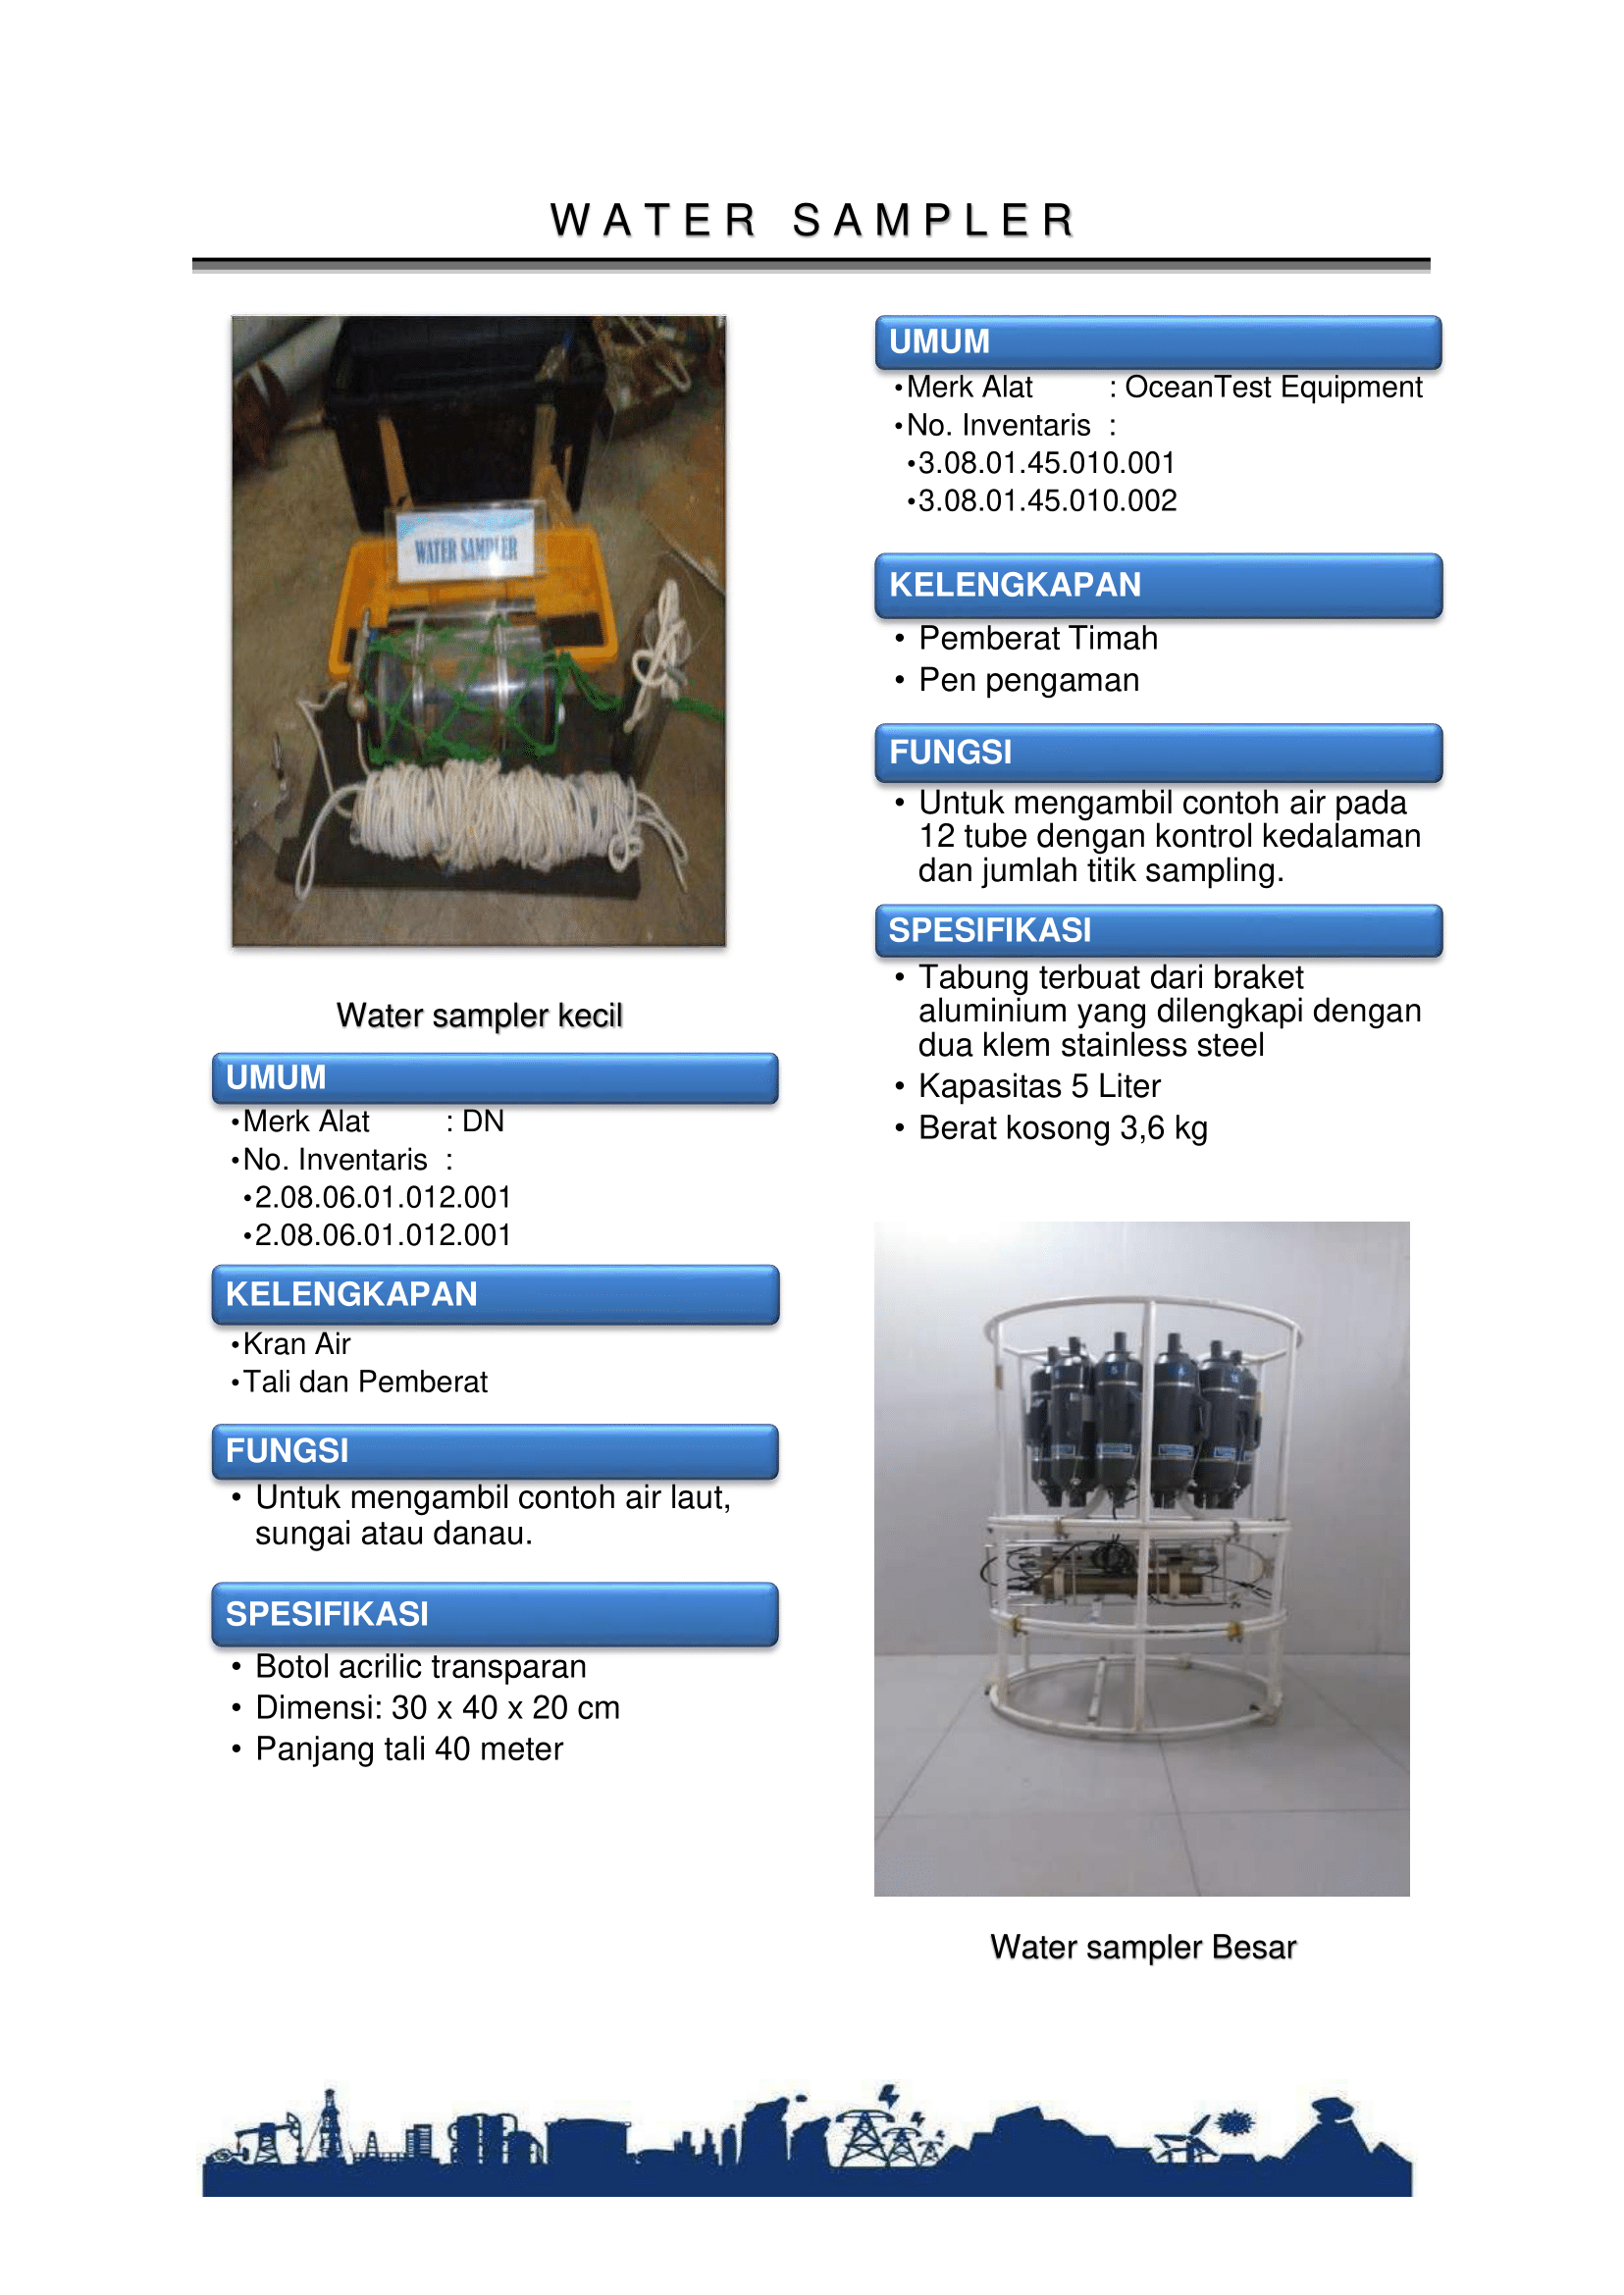 WATER SAMPLER
WATER SAMPLER
Water sampler kecil
UMUM
•Merk Alat : DN
•No. Inventaris :
•2.08.06.01.012.001
•2.08.06.01.012.001
KELENGKAPAN
•Kran Air
•Tali dan Pemberat
FUNGSI
• Untuk mengambil contoh air laut,
sungai atau danau.
SPESIFIKASI
• Botol acrilic transparan
• Dimensi: 30 x 40 x 20 cm
• Panjang tali 40 meter
UMUM
•Merk Alat : OceanTest Equipment
•No. Inventaris :
•3.08.01.45.010.001
•3.08.01.45.010.002
KELENGKAPAN
• Pemberat Timah
• Pen pengaman
FUNGSI
• Untuk mengambil contoh air pada
12 tube dengan kontrol kedalaman
dan jumlah titik sampling.
SPESIFIKASI
• Tabung terbuat dari braket
aluminium yang dilengkapi dengan
dua klem stainless steel
• Kapasitas 5 Liter
• Berat kosong 3,6 kg
Water sampler Besar